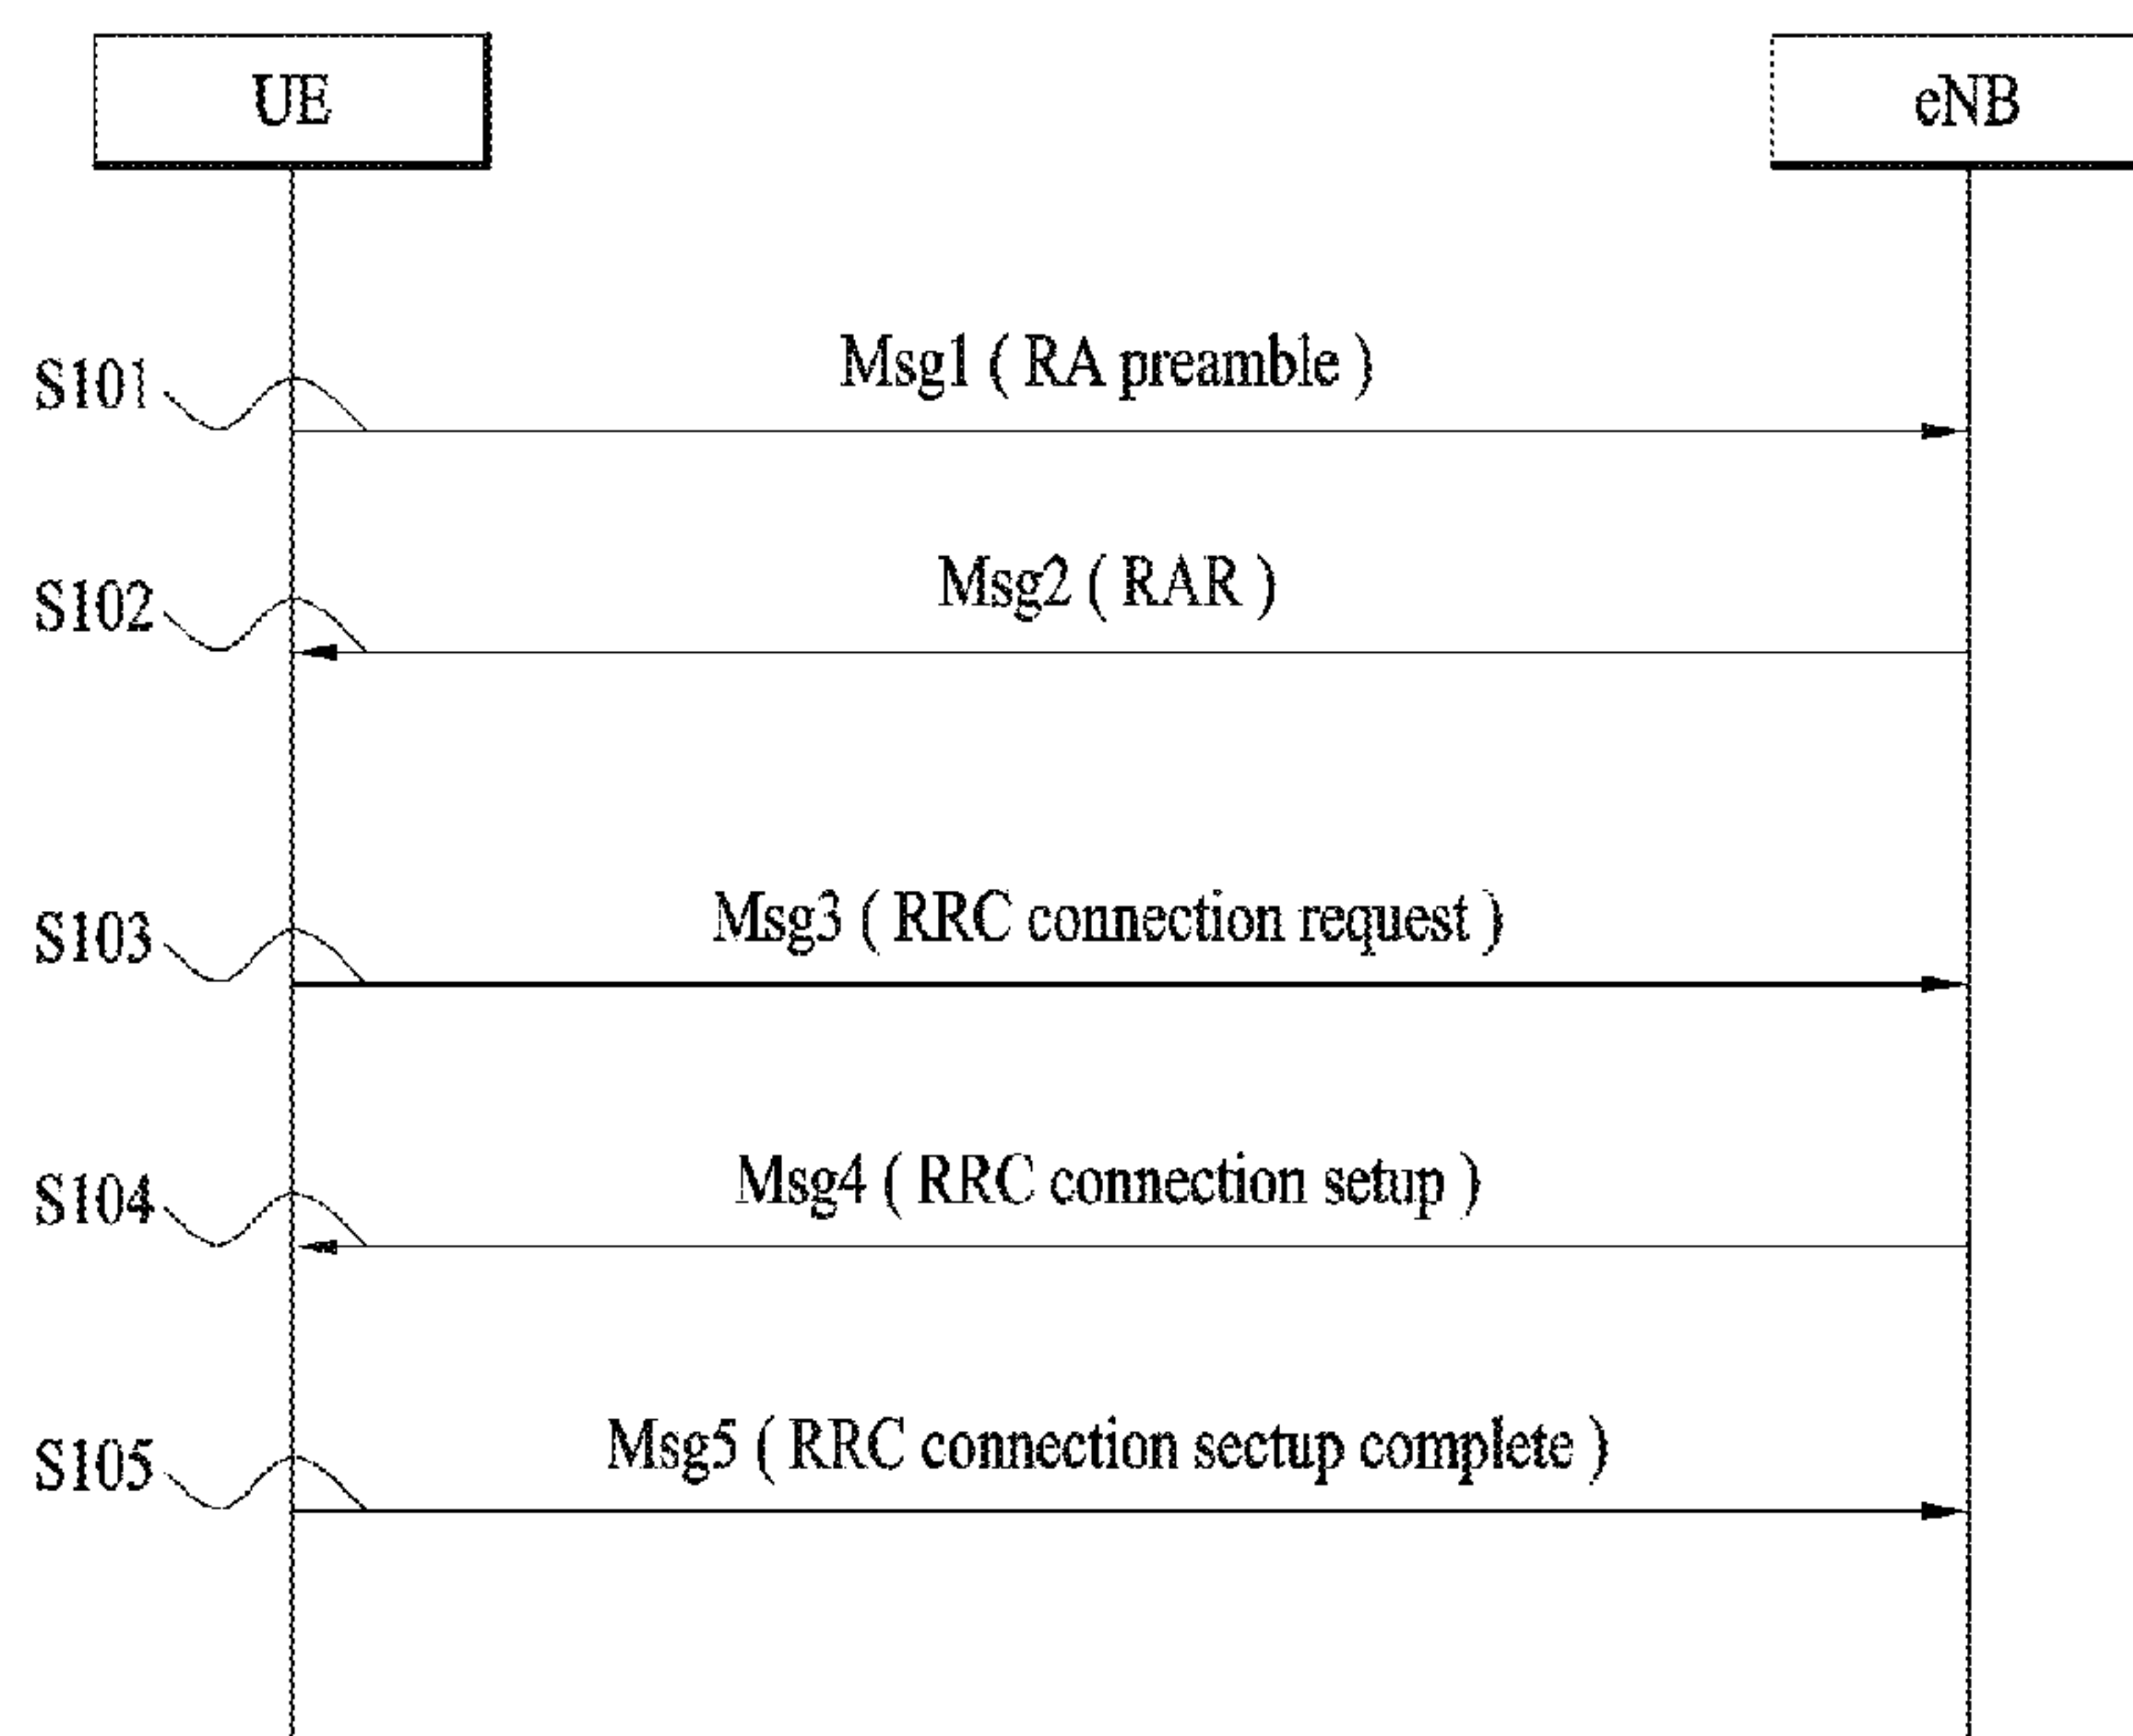 UE
eNB
Msg1 ( RA preamble )
S101
Msg2 ( RAR )
S102
Msg3 ( RRC connection request )
S103
Msg4 ( RRC connection setup )
S104
Msg5 ( RRC connection sectup complete )
S105